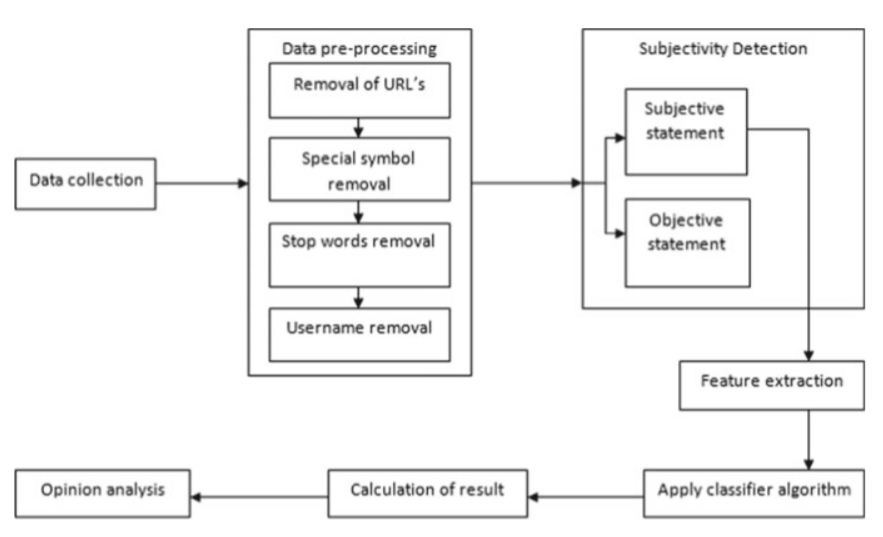 Data collection
Data pre-processing
Removal of URL's
Special symbol
removal
Stop words removal
Username removal
Subjectivity Detection
Subjective
statement
Objective
statement
Feature extraction
Apply classifier algorithm
Calculation of result
Opinion analysis